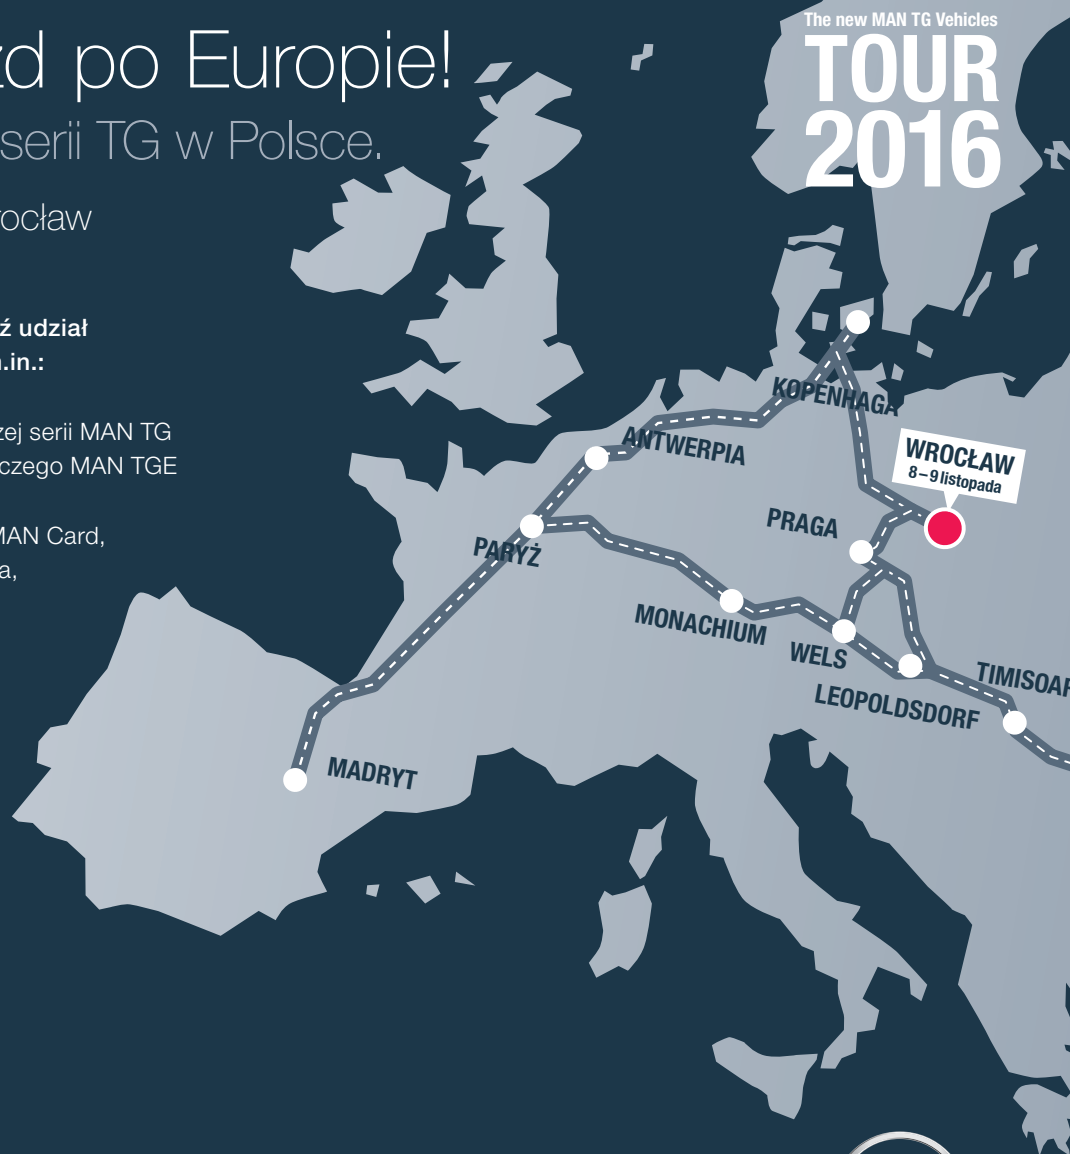 zd po Europie!
serii TG w Polsce.
rocław
ź udział
n.in.:
zej serii MAN TG
czego MAN TGE
MAN Card,
a,
The new MAN TG Vehicles
TOUR
2016
KOPENHAGA
ANTWERPIA
WROCŁAW
8–9 listopada
PRAGA
PARYŻ
MONACHIUM
WELS
TIMISOAR
LEOPOLDSDORF
MADRYT